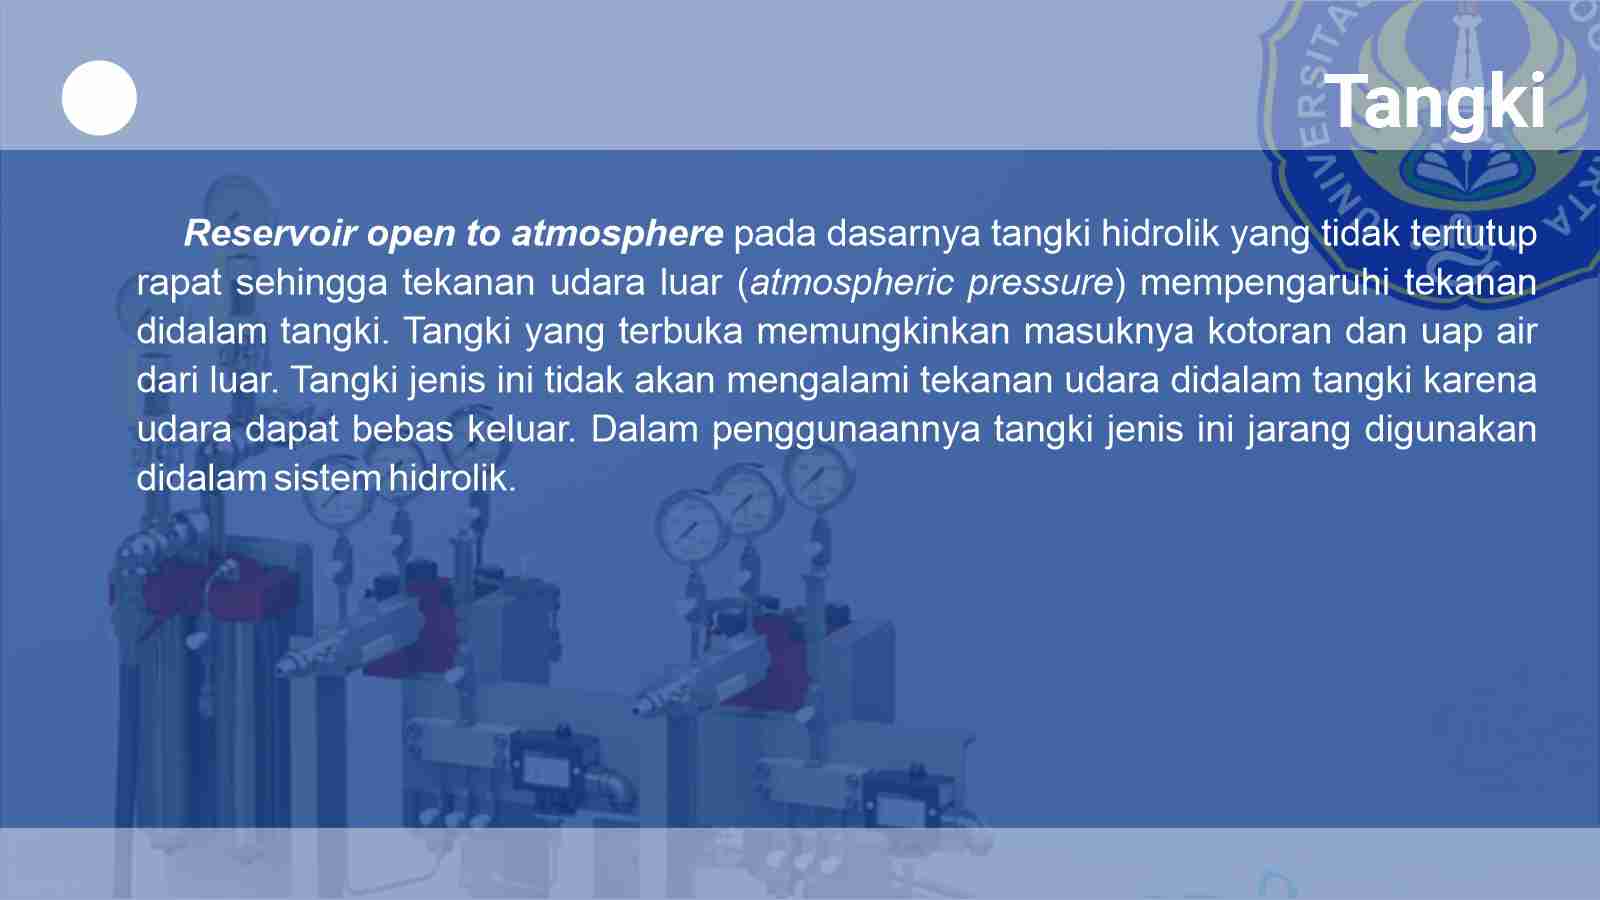 Tangki
Reservoir open to atmosphere pada dasarnya tangki hidrolik yang tidak tertutup
rapat sehingga tekanan udara luar (atmospheric pressure) mempengaruhi tekanan
didalam tangki. Tangki yang terbuka memungkinkan masuknya kotoran dan uap air
dari luar. Tangki jenis ini tidak akan mengalami tekanan udara didalam tangki karena
udara dapat bebas keluar. Dalam penggunaannya tangki jenis ini jarang digunakan
didalam sistem hidrolik.